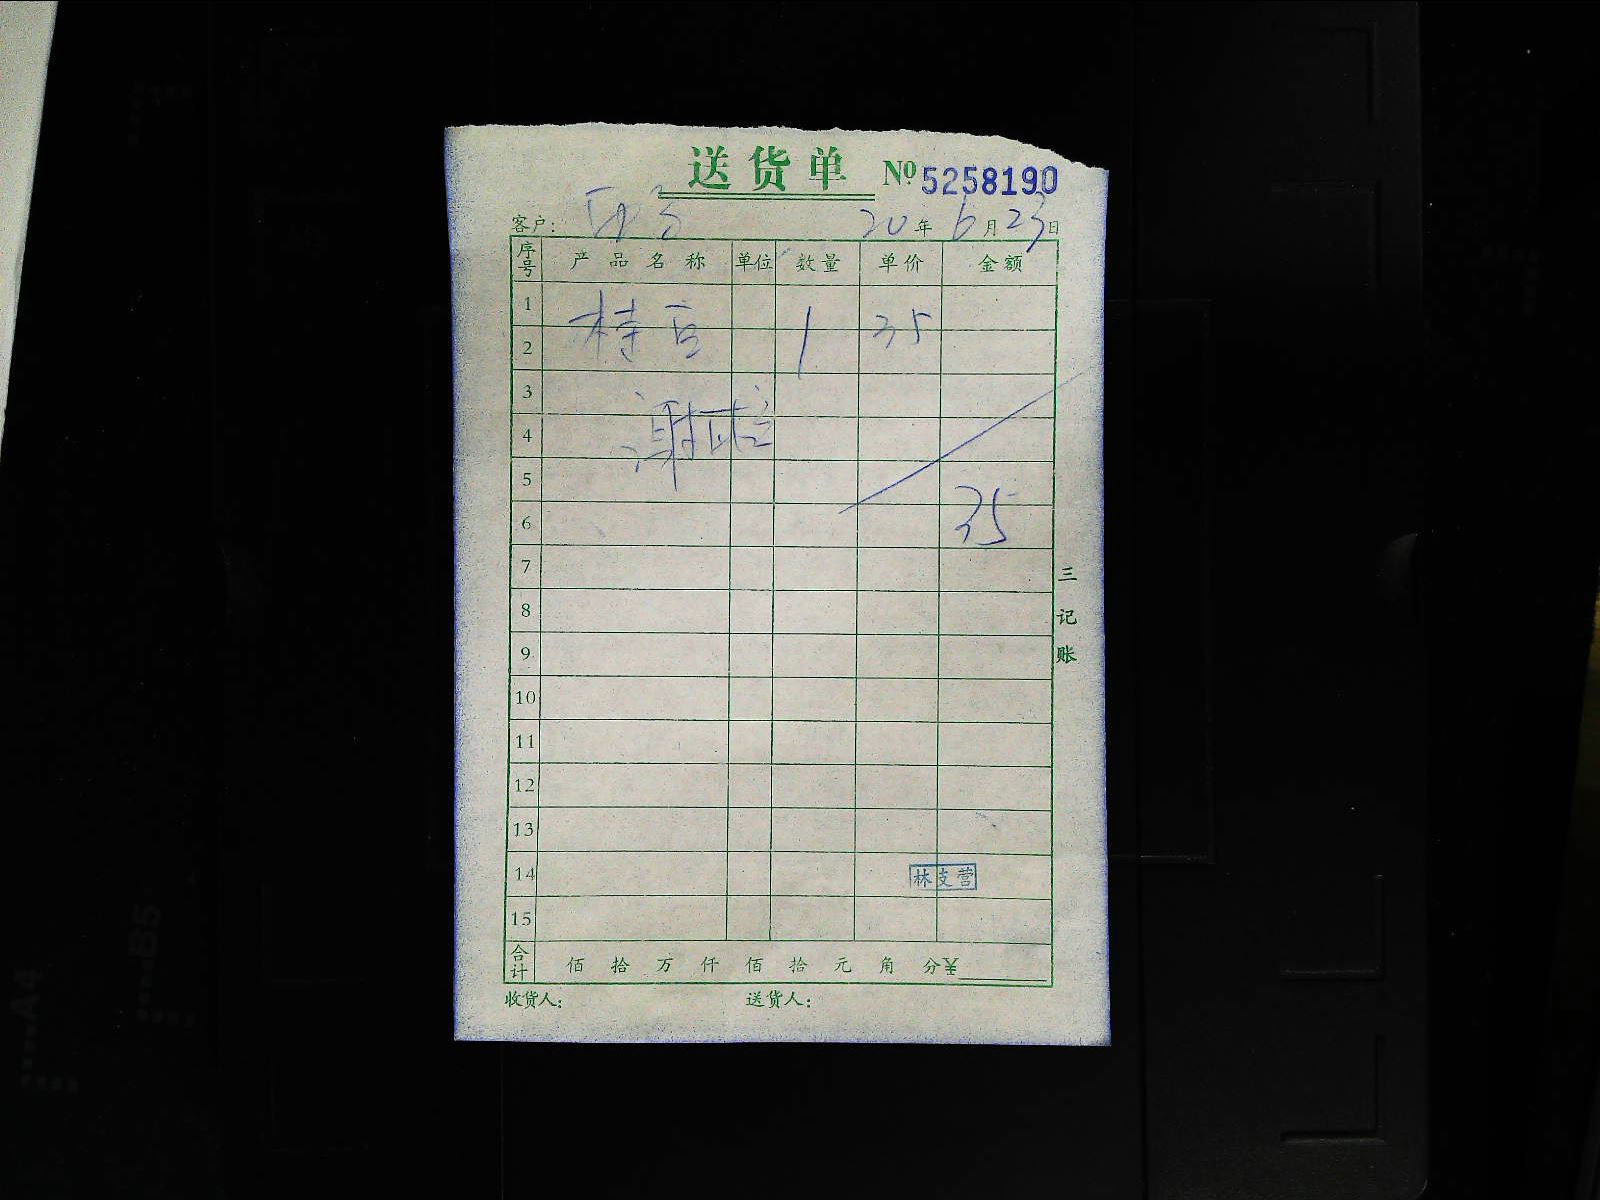 送货单 №5258190
客户: 20年6月23日
序号 产品名称 单位 数量 单价 金额
1
2 1 35
3
4
5
6 35
7
8
9
10
11
12
13
14 林支营
15
合计 佰 拾 万 仟 佰 拾 元 角 分¥
收货人: 送货人:
三记账
A4
B5